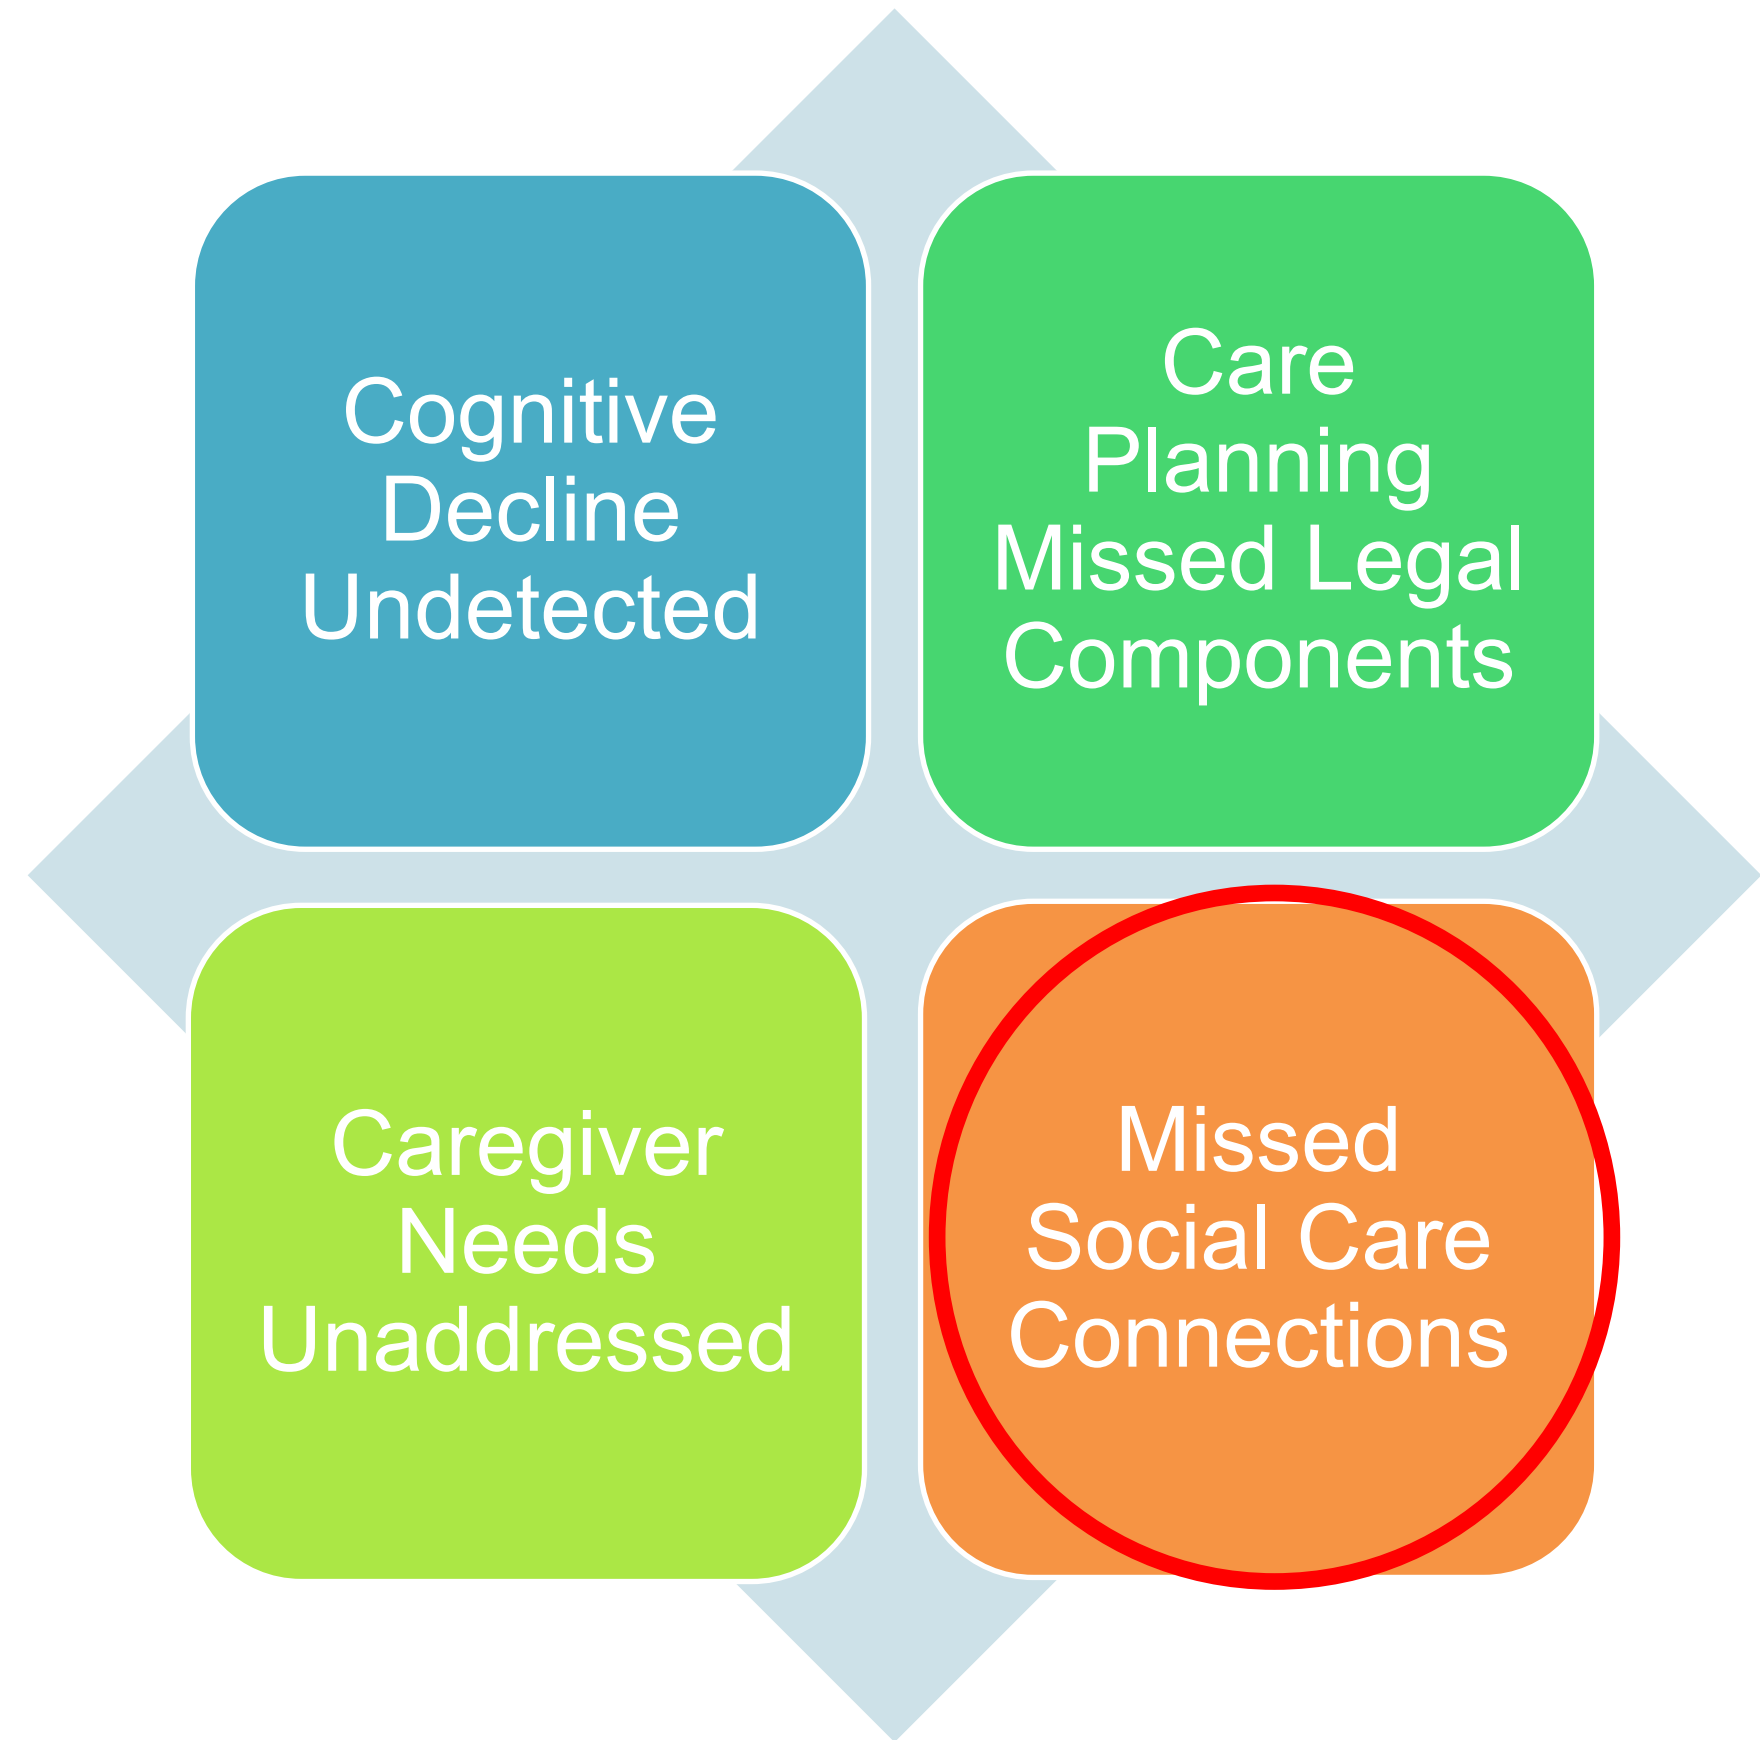 Cognitive
Decline
Undetected
Care
Planning
Missed Legal
Components
Caregiver
Needs
Unaddressed
Missed
Social Care
Connections